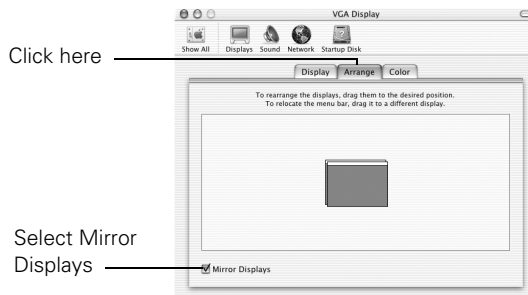 VGA Display
Show All Displays Sound Network Startup Disk
Click here
Display Arrange Color
To rearrange the displays, drag them to the desired position.
To relocate the menu bar, drag it to a different display.
Select Mirror
Displays
Mirror Displays